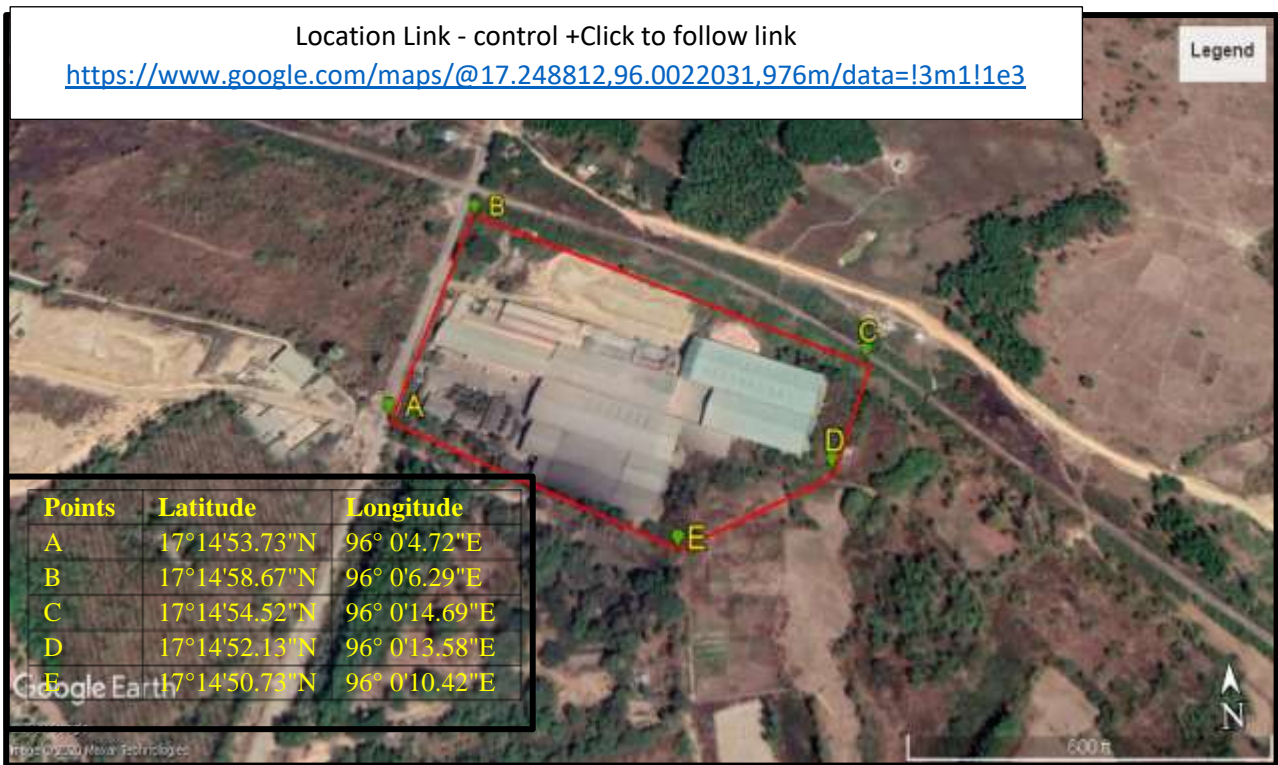 Location Link - control +Click to follow link
https://www.google.com/maps/@17.248812,96.0022031,976m/data=!3m1!1e3
Legend
B
C
A
D
E
Points Latitude Longitude
A 17°14'53.73"N 96° 0'4.72"E
B 17°14'58.67"N 96° 0'6.29"E
C 17°14'54.52"N 96° 0'14.69"E
D 17°14'52.13"N 96° 0'13.58"E
E 17°14'50.73"N 96° 0'10.42"E
Google Earth
N
600 ft
Maxar Technologies